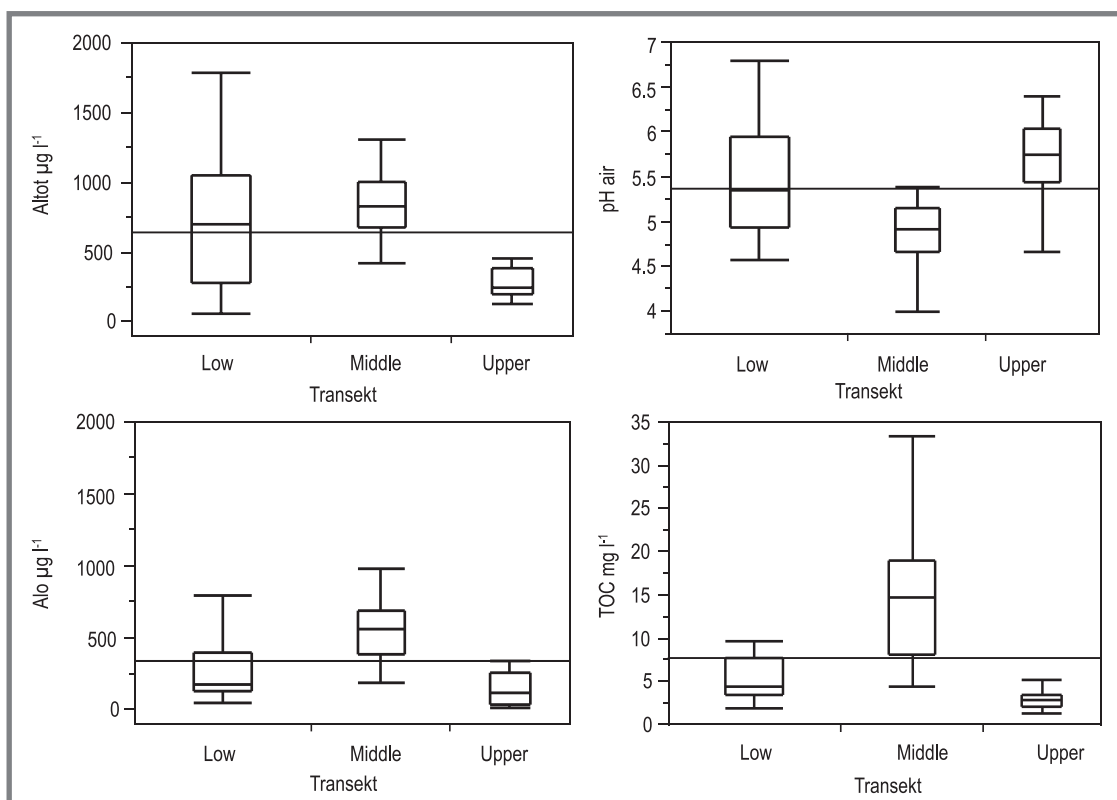 2000
1500
1000
500
0
Altot µg l-1
Low Middle Upper
Transekt
7
6.5
6
5.5
5
4.5
4
pH air
Low Middle Upper
Transekt
2000
1500
1000
500
0
Alo µg l-1
Low Middle Upper
Transekt
35
30
25
20
15
10
5
0
TOC mg l-1
Low Middle Upper
Transekt